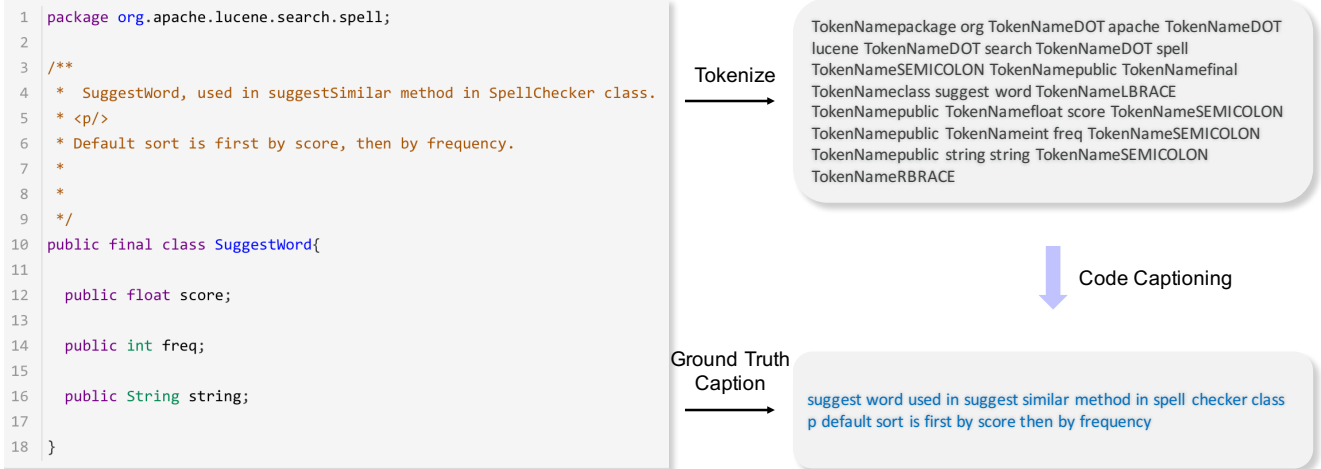 1 package org.apache.lucene.search.spell;
2
3 /**
4  *  SuggestWord, used in suggestSimilar method in SpellChecker class.
5  * <p/>
6  * Default sort is first by score, then by frequency.
7  *
8  *
9  */
10 public final class SuggestWord{
11
12   public float score;
13
14   public int freq;
15
16   public String string;
17
18 }
Tokenize
TokenNamepackage org TokenNameDOT apache TokenNameDOT
lucene TokenNameDOT search TokenNameDOT spell
TokenNameSEMICOLON TokenNamepublic TokenNamefinal
TokenNameclass suggest word TokenNameLBRACE
TokenNamepublic TokenNamefloat score TokenNameSEMICOLON
TokenNamepublic TokenNameint freq TokenNameSEMICOLON
TokenNamepublic string string TokenNameSEMICOLON
TokenNameRBRACE
Code Captioning
Ground Truth
Caption
suggest word used in suggest similar method in spell checker class
p default sort is first by score then by frequency